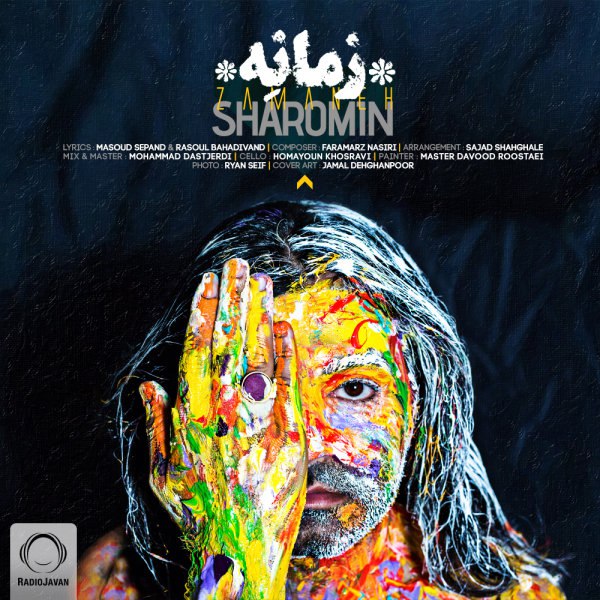 زمانه
ZAMANEH
SHAROMIN
LYRICS : MASOUD SEPAND & RASOUL BAHADIVAND | COMPOSER : FARAMARZ NASIRI | ARRANGEMENT : SAJAD SHAHGHALE
MIX & MASTER : MOHAMMAD DASTJERDI | CELLO : HOMAYOUN KHOSRAVI | PAINTER : MASTER DAVOOD ROOSTAEI
PHOTO : RYAN SEIF | COVER ART : JAMAL DEHGHANPOOR
RADIOJAVAN